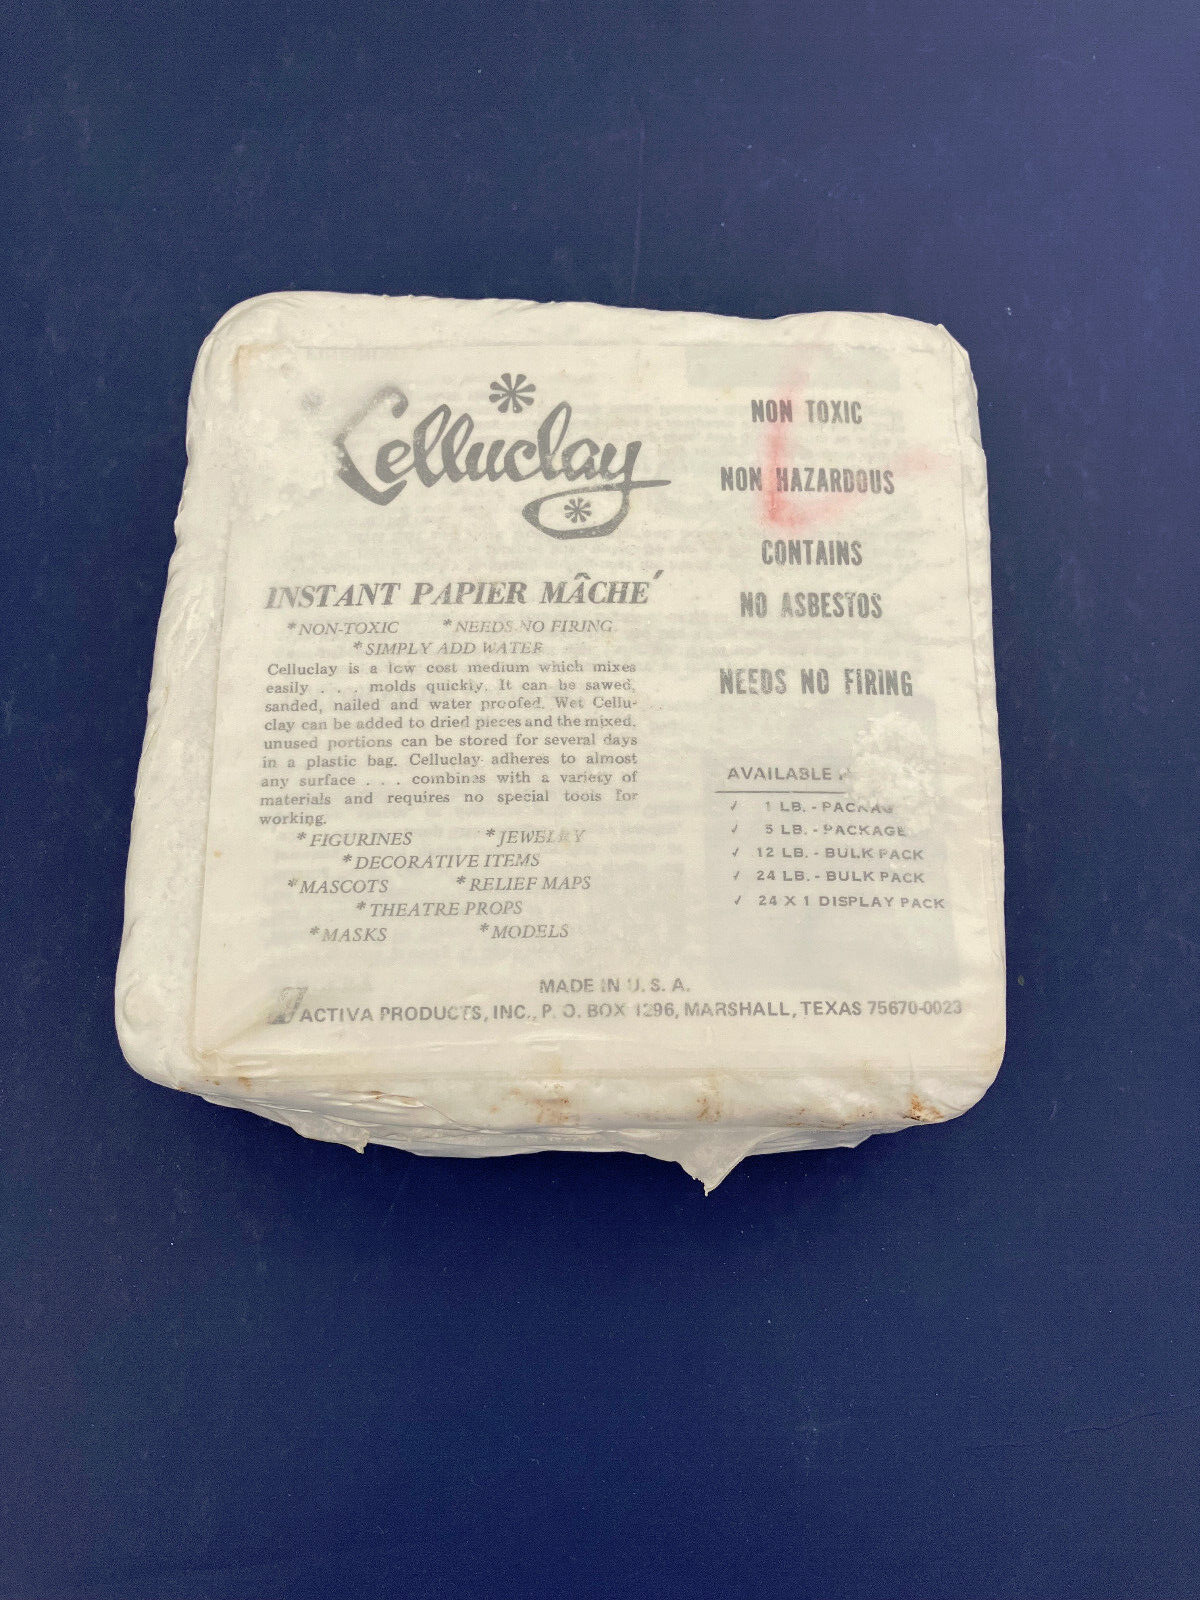 Celluclay
INSTANT PAPIER MÂCHÉ
*NON-TOXIC *NEEDS NO FIRING
*SIMPLY ADD WATER
Celluclay is a low cost medium which mixes
easily . . . molds quickly. It can be sawed,
sanded, nailed and water proofed. Wet Cellu-
clay can be added to dried pieces and the mixed,
unused portions can be stored for several days
in a plastic bag. Celluclay adheres to almost
any surface . . . combines with a variety of
materials and requires no special tools for
working.
*FIGURINES *JEWELRY
*DECORATIVE ITEMS
*MASCOTS *RELIEF MAPS
*THEATRE PROPS
*MASKS *MODELS
NON TOXIC
NON HAZARDOUS
CONTAINS
NO ASBESTOS
NEEDS NO FIRING
AVAILABLE
✓ 1 LB. - PACKAG
✓ 5 LB. - PACKAGE
✓ 12 LB. - BULK PACK
✓ 24 LB. - BULK PACK
✓ 24 X 1 DISPLAY PACK
MADE IN U. S. A.
ACTIVA PRODUCTS, INC., P. O. BOX 1296, MARSHALL, TEXAS 75670-0023